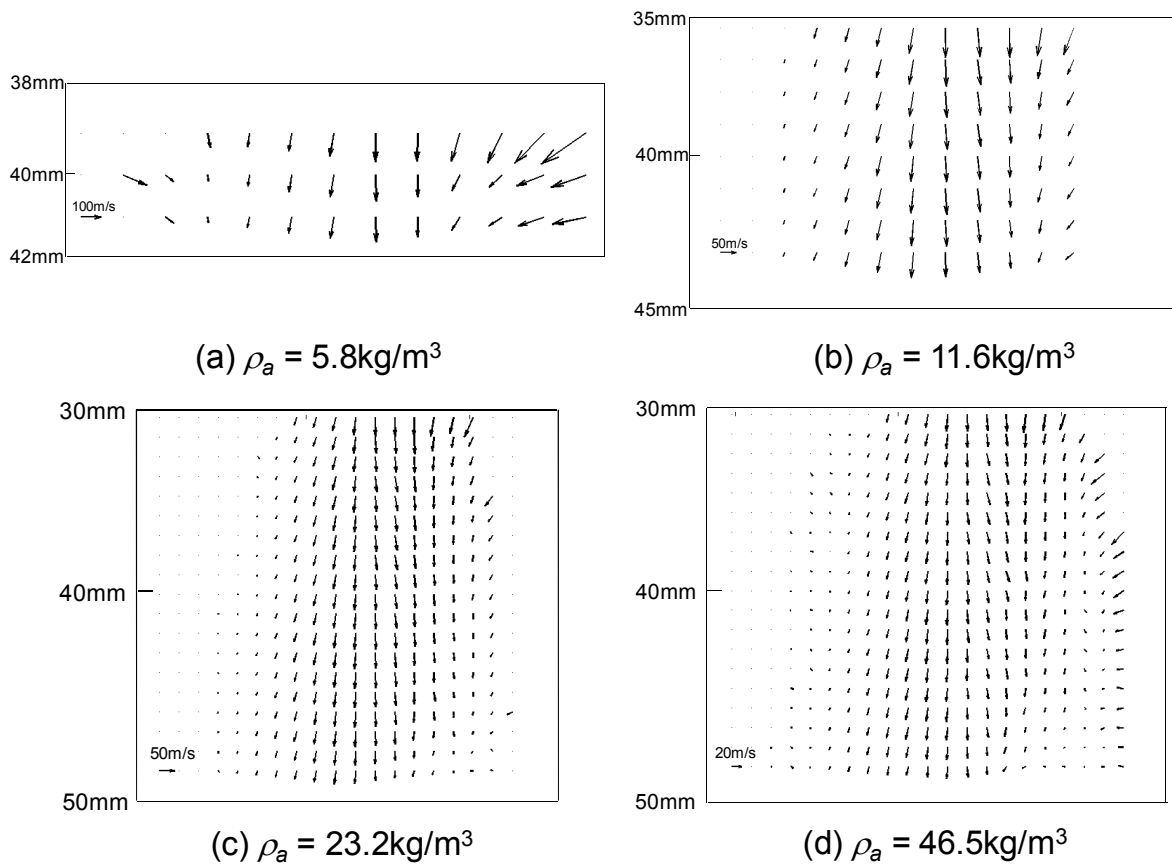 38mm
40mm
100m/s
42mm
(a) ρa = 5.8kg/m³
35mm
40mm
50m/s
45mm
(b) ρa = 11.6kg/m³
30mm
40mm
50m/s
50mm
(c) ρa = 23.2kg/m³
30mm
40mm
20m/s
50mm
(d) ρa = 46.5kg/m³